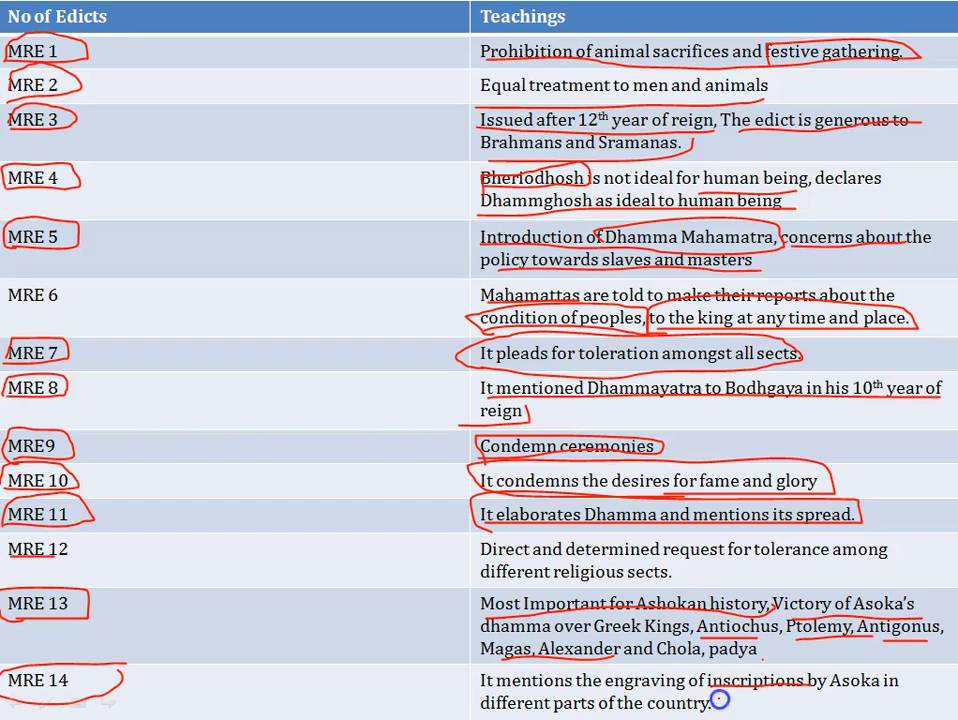 No of Edicts Teachings
MRE 1 Prohibition of animal sacrifices and festive gathering.
MRE 2 Equal treatment to men and animals
MRE 3 Issued after 12th year of reign, The edict is generous to
Brahmans and Sramanas.
MRE 4 Bheriodhosh is not ideal for human being, declares
Dhammghosh as ideal to human being
MRE 5 Introduction of Dhamma Mahamatra, concerns about the
policy towards slaves and masters
MRE 6 Mahamattas are told to make their reports about the
condition of peoples, to the king at any time and place.
MRE 7 It pleads for toleration amongst all sects.
MRE 8 It mentioned Dhammayatra to Bodhgaya in his 10th year of
reign
MRE9 Condemn ceremonies
MRE 10 It condemns the desires for fame and glory
MRE 11 It elaborates Dhamma and mentions its spread.
MRE 12 Direct and determined request for tolerance among
different religious sects.
MRE 13 Most Important for Ashokan history, Victory of Asoka's
dhamma over Greek Kings, Antiochus, Ptolemy, Antigonus,
Magas, Alexander and Chola, padya
MRE 14 It mentions the engraving of inscriptions by Asoka in
different parts of the country.